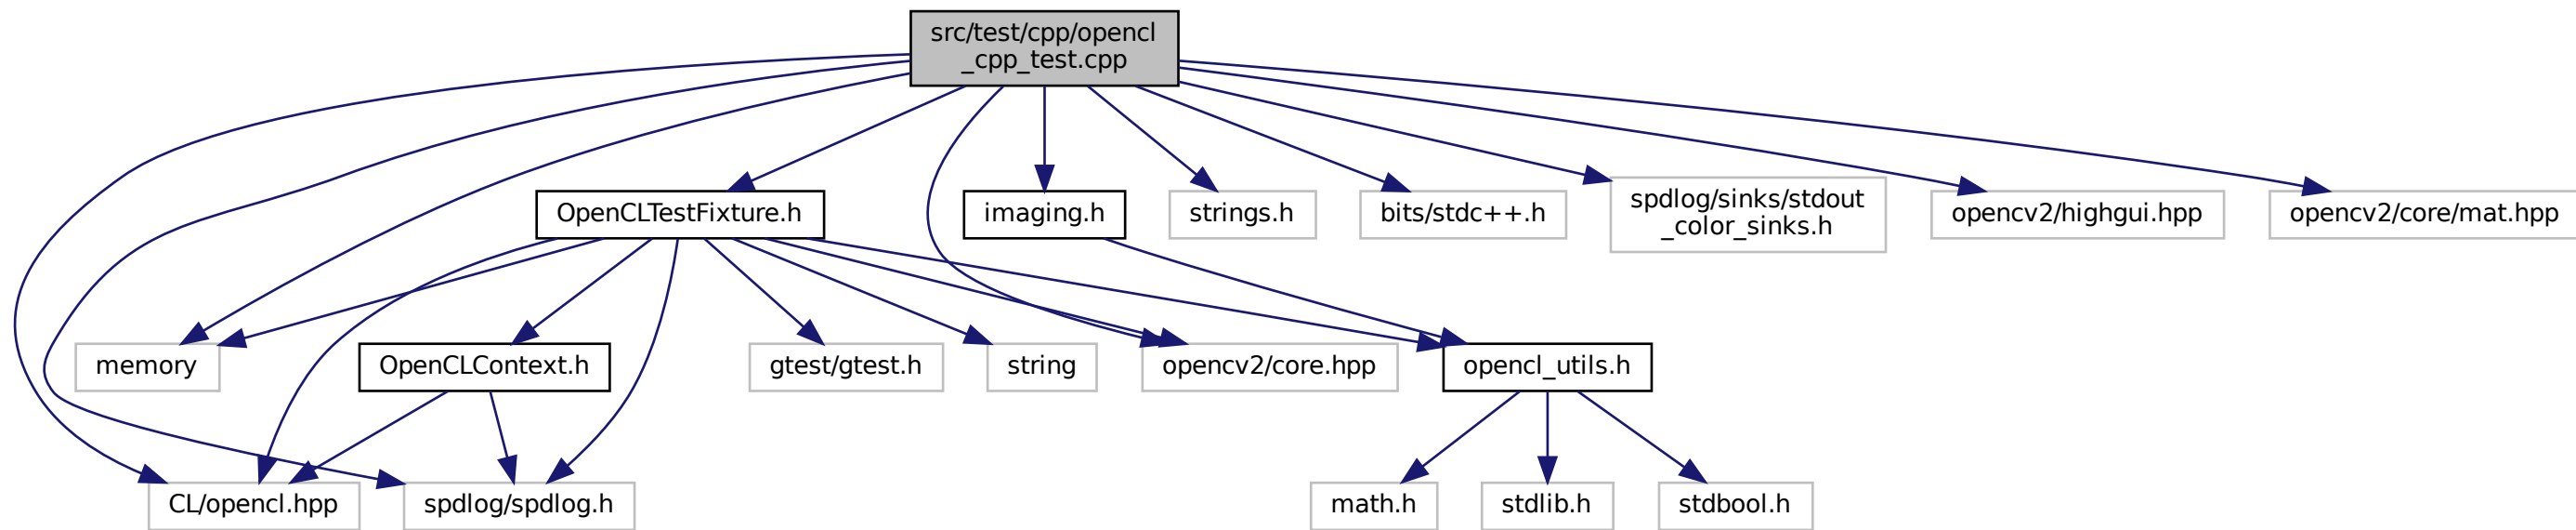 src/test/cpp/opencl
_cpp_test.cpp
OpenCLTestFixture.h
imaging.h
strings.h
bits/stdc++.h
spdlog/sinks/stdout
_color_sinks.h
opencv2/highgui.hpp
opencv2/core/mat.hpp
memory
OpenCLContext.h
gtest/gtest.h
string
opencv2/core.hpp
opencl_utils.h
CL/opencl.hpp
spdlog/spdlog.h
math.h
stdlib.h
stdbool.h